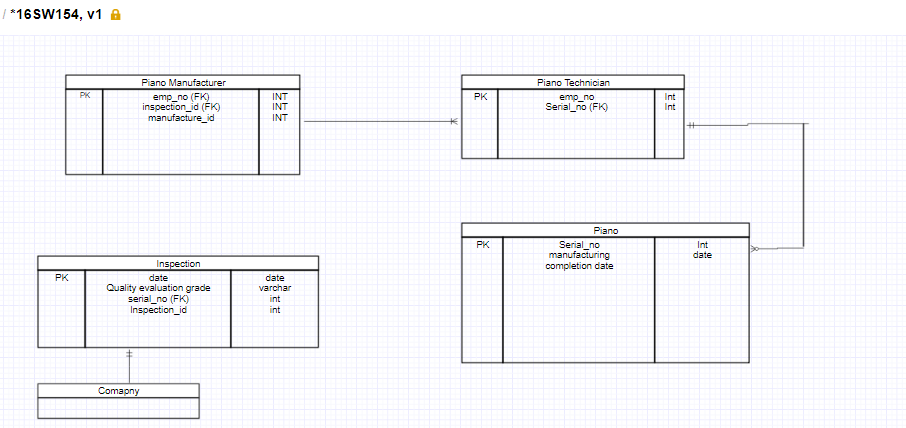 / *16SW154, v1
Piano Manufacturer
PK emp_no (FK) INT
inspection_id (FK) INT
manufacture_id INT
Piano Technician
PK emp_no Int
Serial_no (FK) Int
Piano
PK Serial_no Int
manufacturing date
completion date
Inspection
PK date date
Quality evaluation grade varchar
serial_no (FK) int
Inspection_id int
Comapny